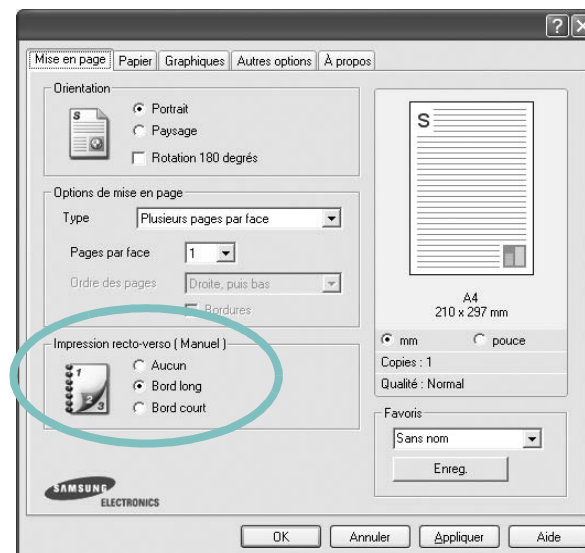 ? X
Mise en page Papier Graphiques Autres options À propos
Orientation
S
Portrait
Paysage
Rotation 180 degrés
Options de mise en page
Type Plusieurs pages par face
Pages par face 1
Ordre des pages Droite, puis bas
Bordures
Impression recto-verso ( Manuel )
1
2
3
Aucun
Bord long
Bord court
SAMSUNG
ELECTRONICS
S
A4
210 x 297 mm
mm pouce
Copies : 1
Qualité : Normal
Favoris
Sans nom
Enreg.
OK Annuler Appliquer Aide